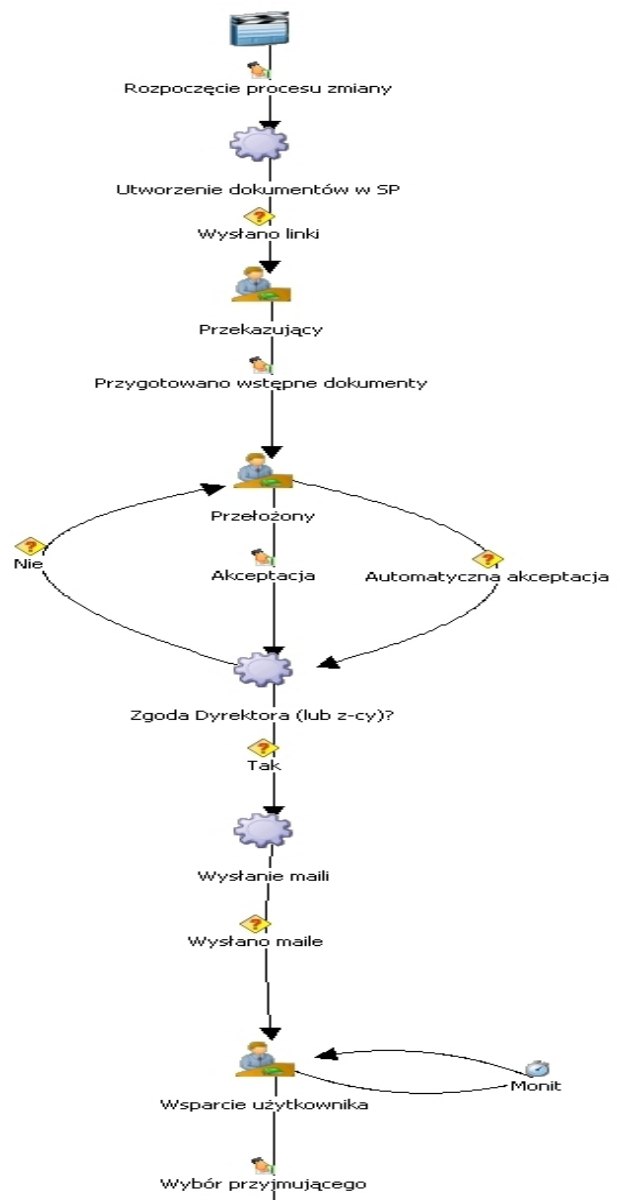 Rozpoczęcie procesu zmiany
Utworzenie dokumentów w SP
Wysłano linki
Przekazujący
Przygotowano wstępne dokumenty
Przełożony
Nie
Akceptacja
Automatyczna akceptacja
Zgoda Dyrektora (lub z-cy)?
Tak
Wysłanie maili
Wysłano maile
Monit
Wsparcie użytkownika
Wybór przyjmującego